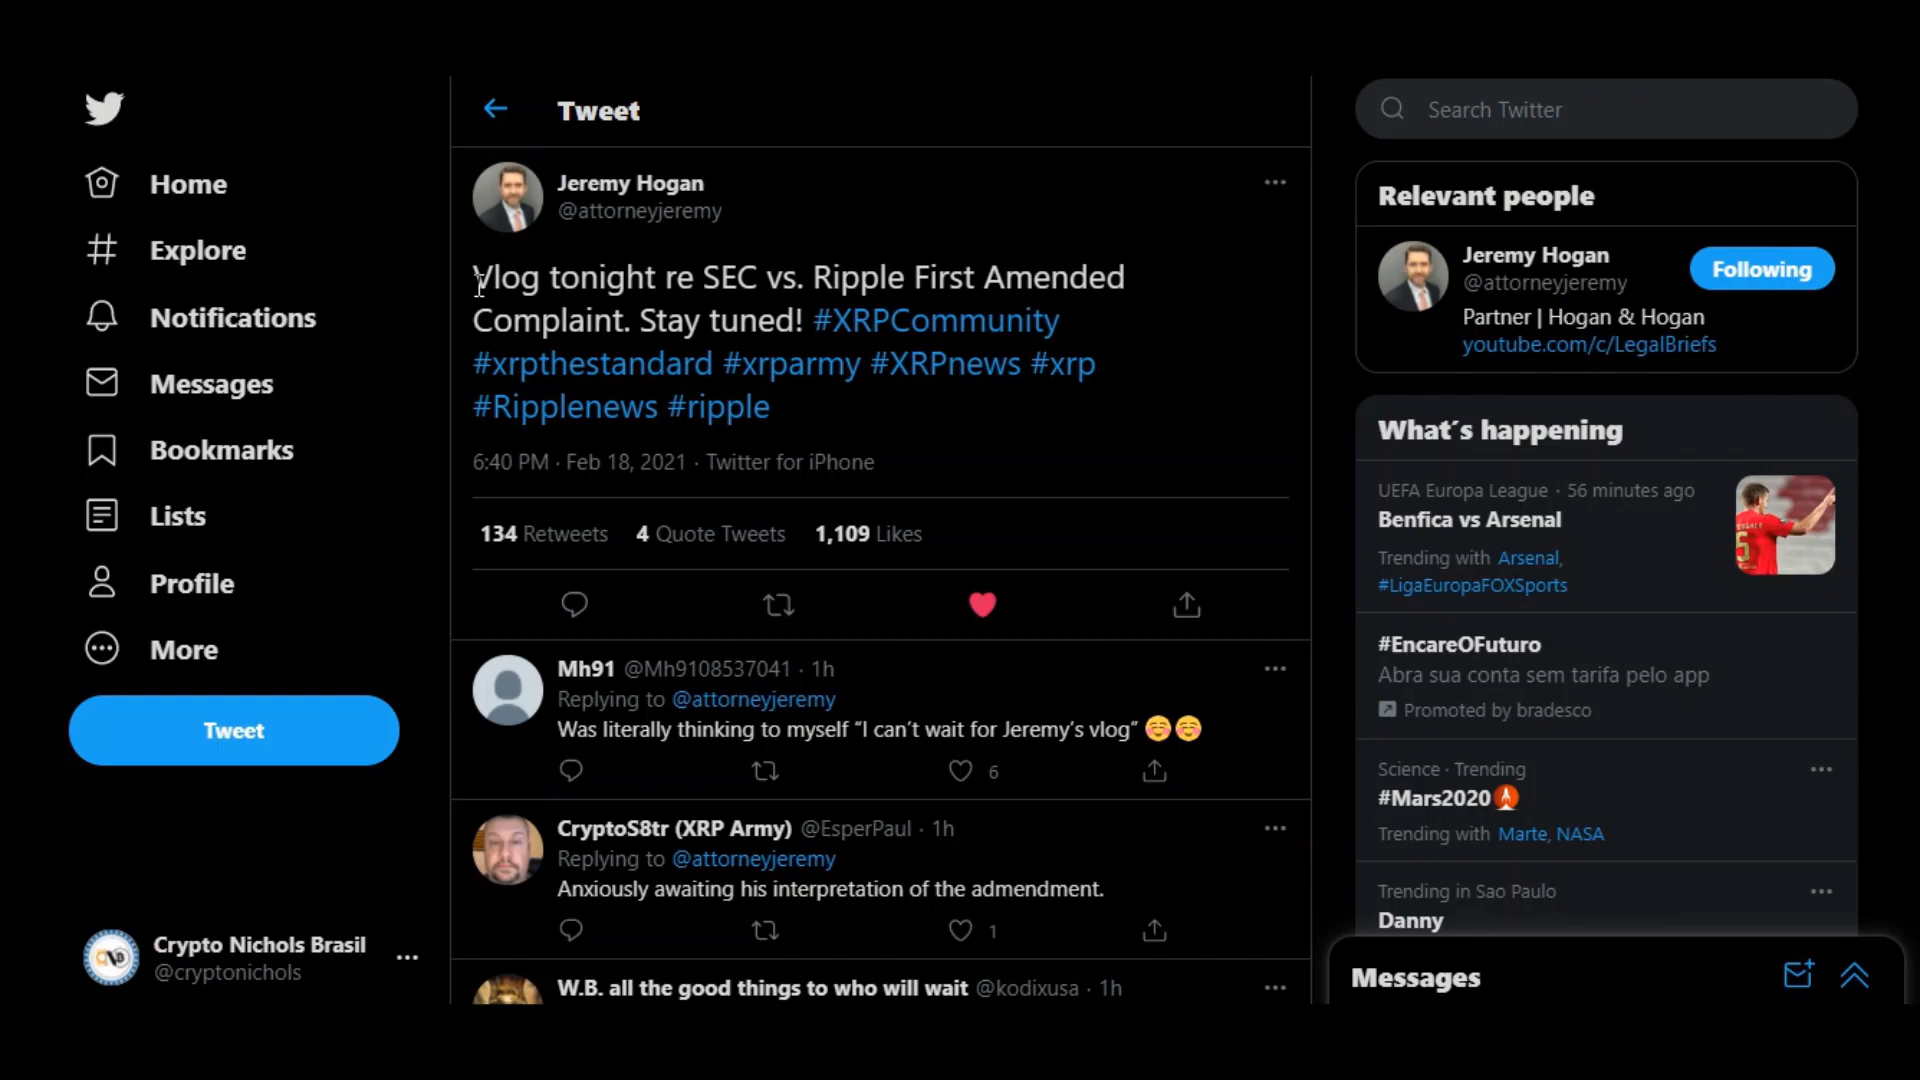 Home
Explore
Notifications
Messages
Bookmarks
Lists
Profile
More
Tweet
Crypto Nichols Brasil
@cryptonichols
Tweet
Jeremy Hogan
@attorneyjeremy
Vlog tonight re SEC vs. Ripple First Amended
Complaint. Stay tuned! #XRPCommunity
#xrpthestandard #xrparmy #XRPnews #xrp
#Ripplenews #ripple
6:40 PM · Feb 18, 2021 · Twitter for iPhone
134 Retweets 4 Quote Tweets 1,109 Likes
Mh91 @Mh9108537041 · 1h
Replying to @attorneyjeremy
Was literally thinking to myself “I can’t wait for Jeremy’s vlog” ☺️☺️
6
CryptoS8tr (XRP Army) @EsperPaul · 1h
Replying to @attorneyjeremy
Anxiously awaiting his interpretation of the admendment.
1
W.B. all the good things to who will wait @kodixusa · 1h
Search Twitter
Relevant people
Jeremy Hogan
@attorneyjeremy
Following
Partner | Hogan & Hogan
youtube.com/c/LegalBriefs
What´s happening
UEFA Europa League · 56 minutes ago
Benfica vs Arsenal
Trending with Arsenal,
#LigaEuropaFOXSports
#EncareOFuturo
Abra sua conta sem tarifa pelo app
Promoted by bradesco
Science · Trending
#Mars2020
Trending with Marte, NASA
Trending in Sao Paulo
Danny
Messages